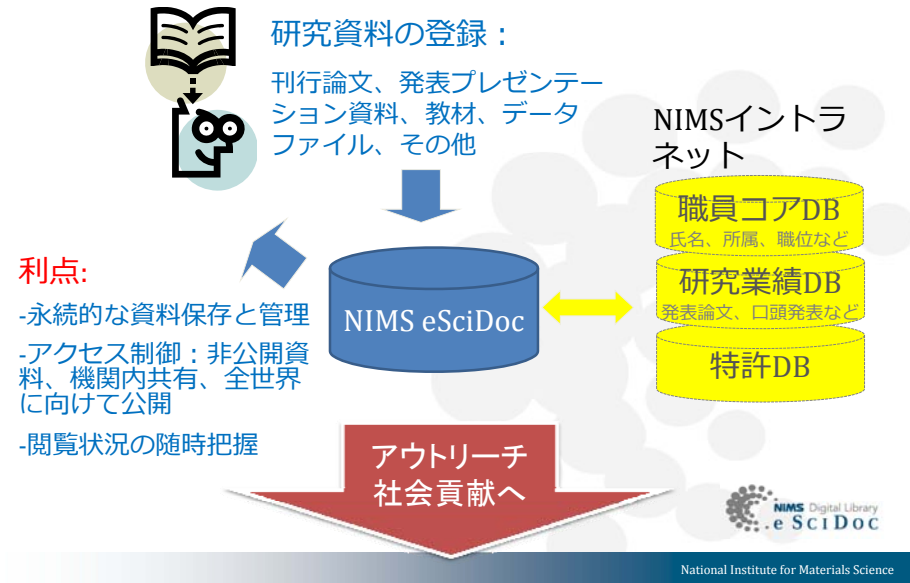 研究資料の登録：
刊行論文、発表プレゼンテー
ション資料、教材、データ
ファイル、その他
NIMSイントラ
ネット
職員コアDB
氏名、所属、職位など
研究業績DB
発表論文、口頭発表など
特許DB
NIMS eSciDoc
利点:
-永続的な資料保存と管理
-アクセス制御：非公開資
料、機関内共有、全世界
に向けて公開
-閲覧状況の随時把握
アウトリーチ
社会貢献へ
NIMS Digital Library
e SciDoc
National Institute for Materials Science